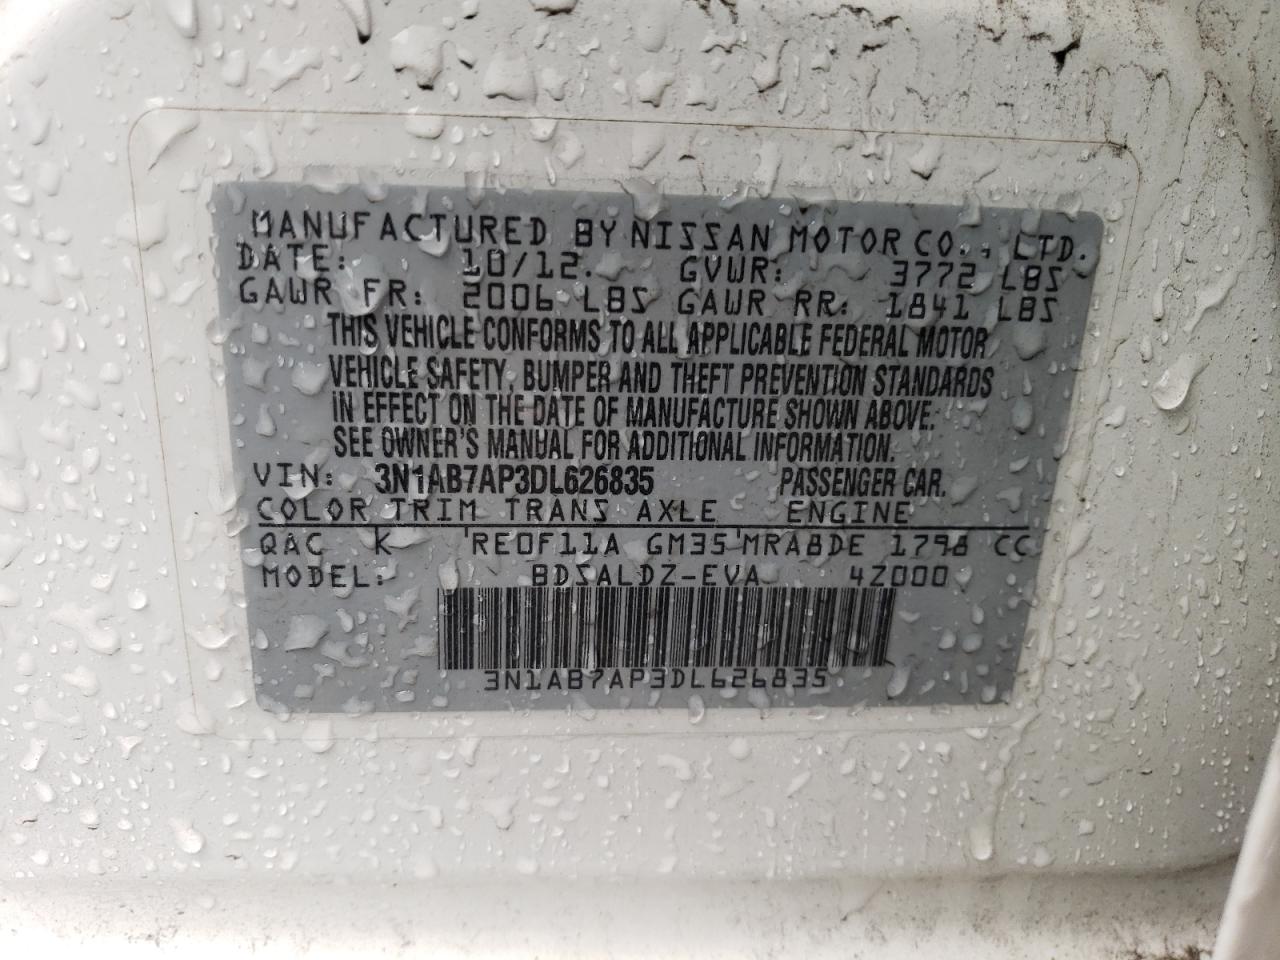 MANUFACTURED BY NISSAN MOTOR CO., LTD.
DATE: 10/12. GVWR: 3772 LBS
GAWR FR: 2006 LBS GAWR RR: 1841 LBS
THIS VEHICLE CONFORMS TO ALL APPLICABLE FEDERAL MOTOR
VEHICLE SAFETY, BUMPER AND THEFT PREVENTION STANDARDS
IN EFFECT ON THE DATE OF MANUFACTURE SHOWN ABOVE:
SEE OWNER'S MANUAL FOR ADDITIONAL INFORMATION.
VIN: 3N1AB7AP3DL626835 PASSENGER CAR.
COLOR TRIM TRANS AXLE ENGINE
QAC K 'RE0F11A GM35'MRA8DE 1798 CC
MODEL: BDSALDZ-EVA 42000
3N1AB7AP3DL626835